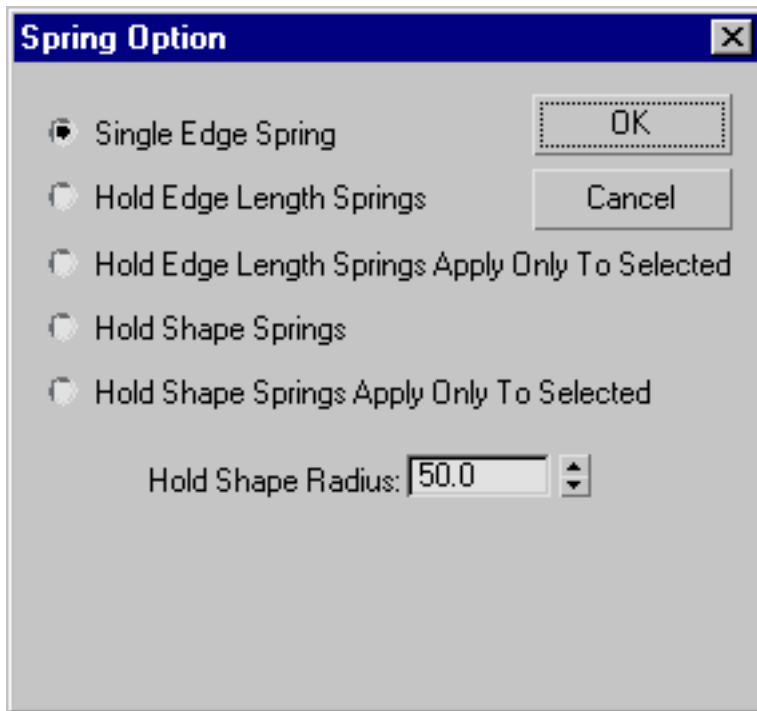 Spring Option
Single Edge Spring
OK
Hold Edge Length Springs
Cancel
Hold Edge Length Springs Apply Only To Selected
Hold Shape Springs
Hold Shape Springs Apply Only To Selected
Hold Shape Radius: 50.0